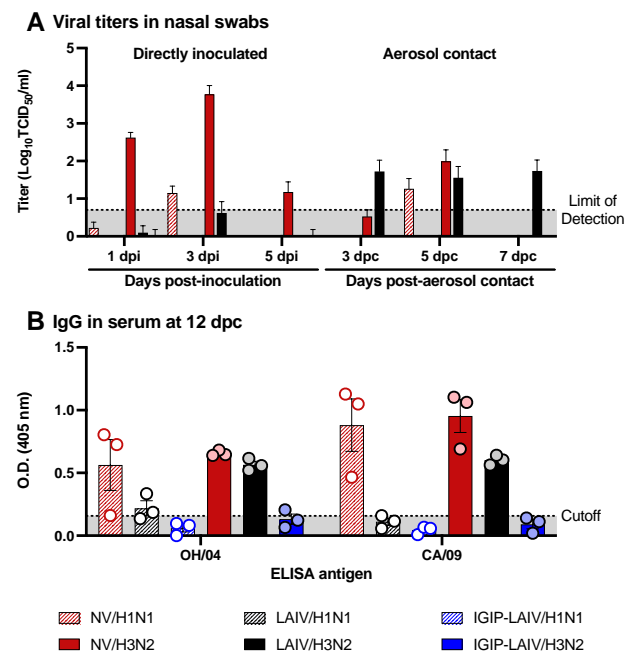 A Viral titers in nasal swabs
Directly inoculated
Aerosol contact
Titer (Log10TCID50/ml)
5
4
3
2
1
0
Limit of
Detection
1 dpi
3 dpi
5 dpi
3 dpc
5 dpc
7 dpc
Days post-inoculation
Days post-aerosol contact
B IgG in serum at 12 dpc
O.D. (405 nm)
1.5
1.0
0.5
0.0
Cutoff
OH/04
CA/09
ELISA antigen
NV/H1N1
LAIV/H1N1
IGIP-LAIV/H1N1
NV/H3N2
LAIV/H3N2
IGIP-LAIV/H3N2